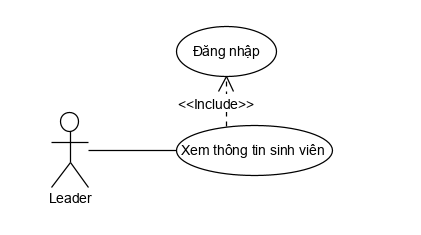 Đăng nhập
<<Include>>
Xem thông tin sinh viên
Leader